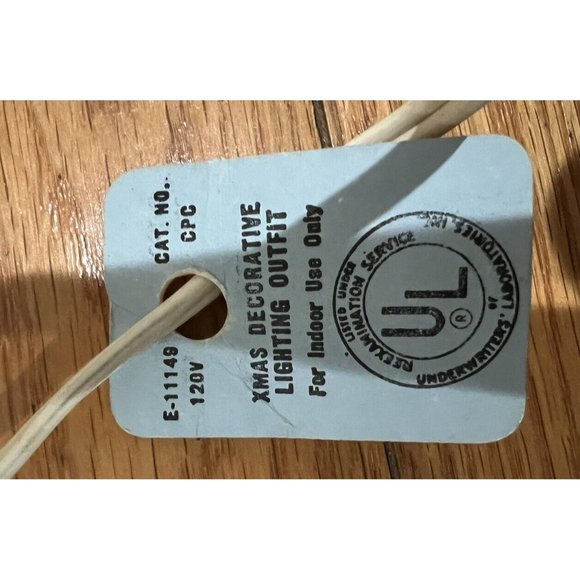 E-11149 CAT. NO.
120V CPC
XMAS DECORATIVE
LIGHTING OUTFIT
For Indoor Use Only
LISTED UNDER
REEXAMINATION SERVICE
UL
®
OF
UNDERWRITERS' LABORATORIES, INC.